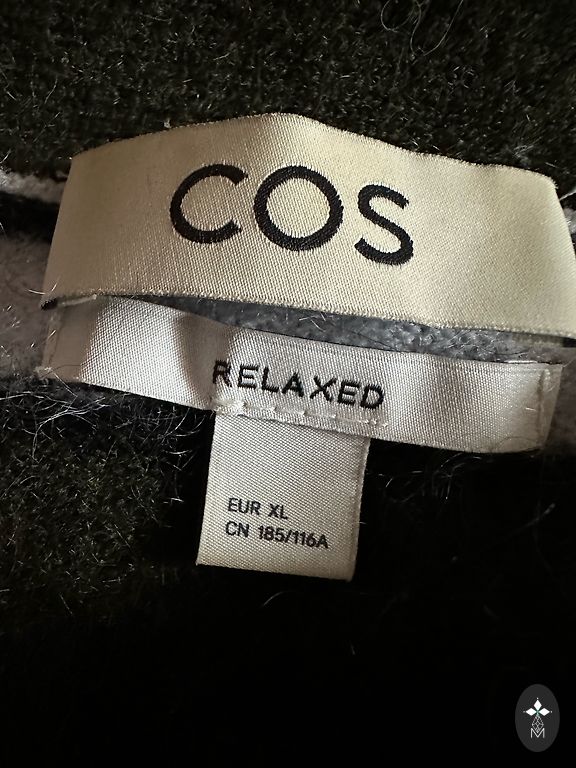 COS
RELAXED
EUR XL
CN 185/116A